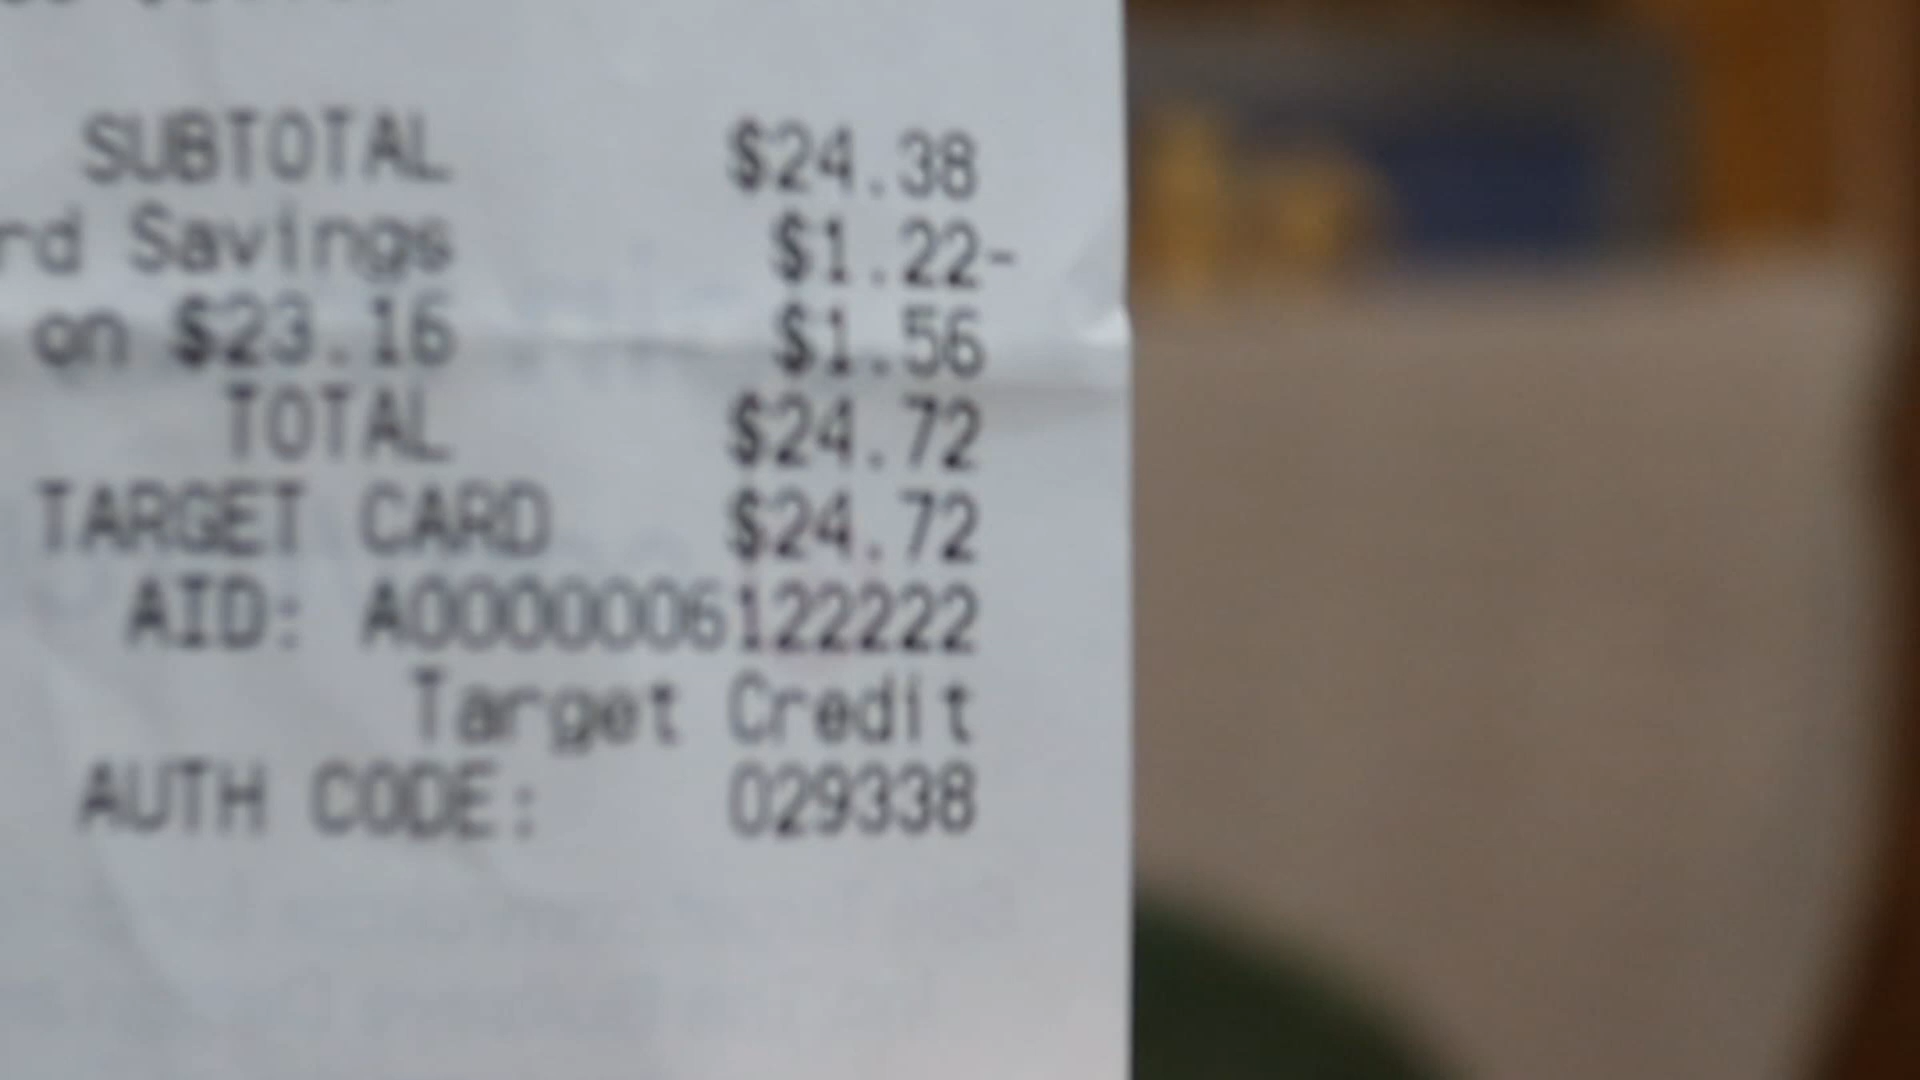 SUBTOTAL $24.38
rd Savings $1.22-
on $23.16 $1.56
TOTAL $24.72
TARGET CARD $24.72
AID: A0000006122222
Target Credit
AUTH CODE: 029338